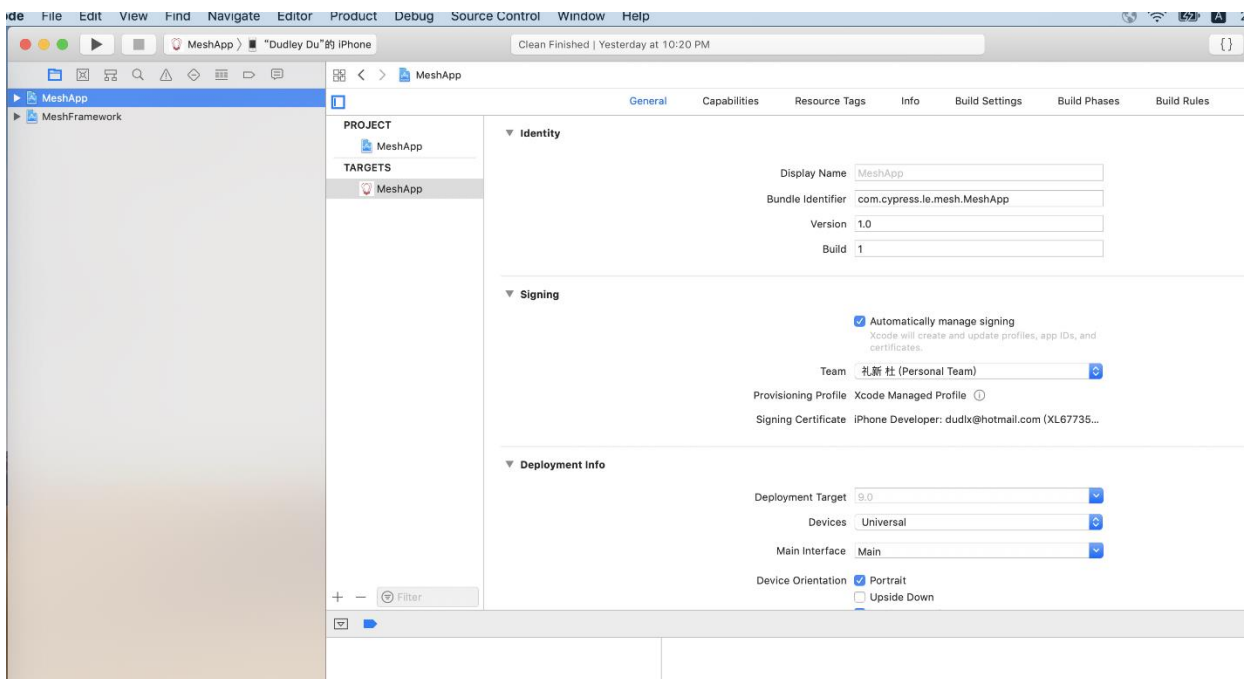 ode File Edit View Find Navigate Editor Product Debug Source Control Window Help
MeshApp 〉 “Dudley Du”的 iPhone
Clean Finished | Yesterday at 10:20 PM
{ }
MeshApp
MeshApp
MeshFramework
General Capabilities Resource Tags Info Build Settings Build Phases Build Rules
PROJECT
MeshApp
TARGETS
MeshApp
Identity
Display Name MeshApp
Bundle Identifier com.cypress.le.mesh.MeshApp
Version 1.0
Build 1
Signing
Automatically manage signing
Xcode will create and update profiles, app IDs, and
certificates.
Team 礼新 杜 (Personal Team)
Provisioning Profile Xcode Managed Profile
Signing Certificate iPhone Developer: dudlx@hotmail.com (XL67735...
Deployment Info
Deployment Target 9.0
Devices Universal
Main Interface Main
Device Orientation Portrait
Upside Down
Filter